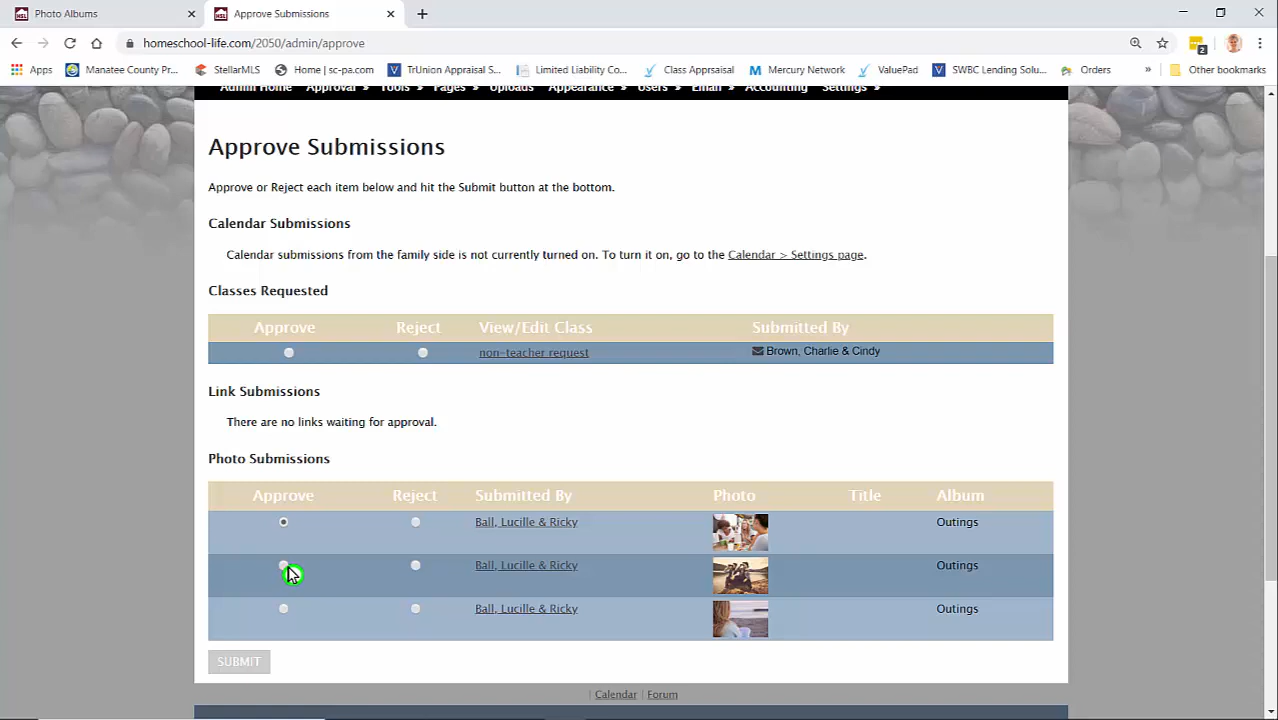 Photo Albums
Approve Submissions
homeschool-life.com/2050/admin/approve
2
Apps Manatee County Pr... StellarMLS Home | sc-pa.com TrUnion Appraisal S... Limited Liability Co... Class Apprsaisal Mercury Network ValuePad SWBC Lending Solu... Orders » Other bookmarks
Admin Home Approval » Tools » Pages » Uploads Appearance » Users » Email » Accounting Settings »
Approve Submissions
Approve or Reject each item below and hit the Submit button at the bottom.
Calendar Submissions
Calendar submissions from the family side is not currently turned on. To turn it on, go to the Calendar > Settings page.
Classes Requested
Approve Reject View/Edit Class Submitted By
non-teacher request Brown, Charlie & Cindy
Link Submissions
There are no links waiting for approval.
Photo Submissions
Approve Reject Submitted By Photo Title Album
Ball, Lucille & Ricky Outings
Ball, Lucille & Ricky Outings
Ball, Lucille & Ricky Outings
SUBMIT
| Calendar | Forum